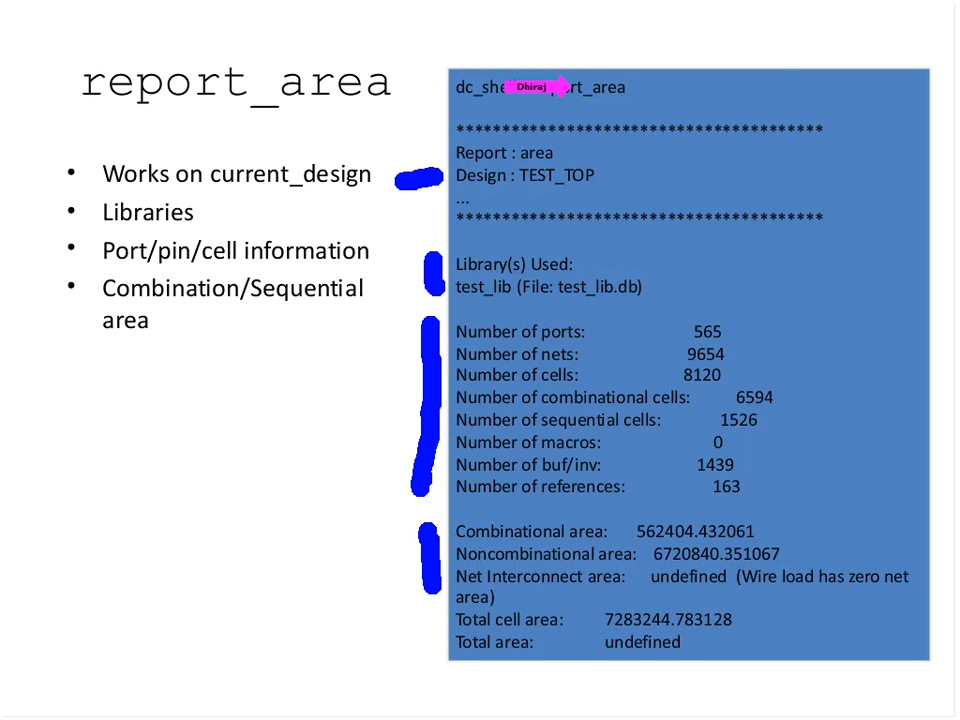 report_area
• Works on current_design
• Libraries
• Port/pin/cell information
• Combination/Sequential
area
dc_she Dhiraj ort_area
****************************************
Report : area
Design : TEST_TOP
...
****************************************
Library(s) Used:
test_lib (File: test_lib.db)
Number of ports: 565
Number of nets: 9654
Number of cells: 8120
Number of combinational cells: 6594
Number of sequential cells: 1526
Number of macros: 0
Number of buf/inv: 1439
Number of references: 163
Combinational area: 562404.432061
Noncombinational area: 6720840.351067
Net Interconnect area: undefined (Wire load has zero net
area)
Total cell area: 7283244.783128
Total area: undefined